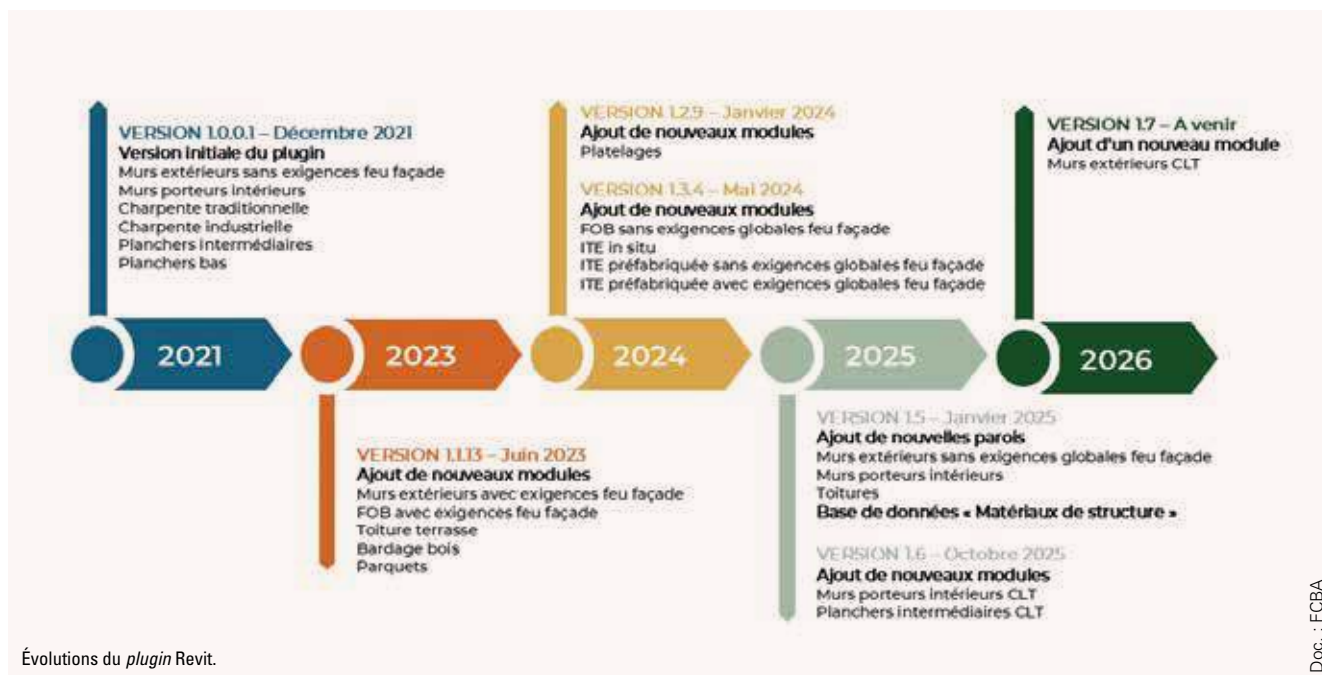 VERSION 1.0.0.1 – Décembre 2021
Version initiale du plugin
Murs extérieurs sans exigences feu façade
Murs porteurs intérieurs
Charpente traditionnelle
Charpente industrielle
Planchers intermédiaires
Planchers bas
VERSION 1.2.9 – Janvier 2024
Ajout de nouveaux modules
Platelages
VERSION 1.3.4 – Mai 2024
Ajout de nouveaux modules
FOB sans exigences globales feu façade
ITE in situ
ITE préfabriquée sans exigences globales feu façade
ITE préfabriquée avec exigences globales feu façade
VERSION 1.7 – A venir
Ajout d'un nouveau module
Murs extérieurs CLT
2021
2023
2024
2025
2026
VERSION 1.1.13 – Juin 2023
Ajout de nouveaux modules
Murs extérieurs avec exigences feu façade
FOB avec exigences feu façade
Toiture terrasse
Bardage bois
Parquets
VERSION 1.5 – Janvier 2025
Ajout de nouvelles parois
Murs extérieurs sans exigences globales feu façade
Murs porteurs intérieurs
Toitures
Base de données « Matériaux de structure »
VERSION 1.6 – Octobre 2025
Ajout de nouveaux modules
Murs porteurs intérieurs CLT
Planchers intermédiaires CLT
Évolutions du plugin Revit.
Doc. : FCBA